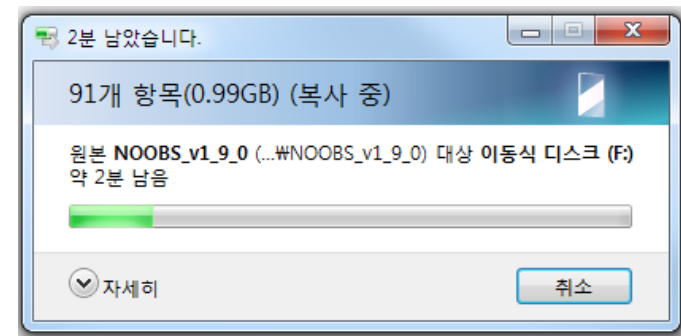 2분 남았습니다.
91개 항목(0.99GB) (복사 중)
원본 NOOBS_v1_9_0 (...₩NOOBS_v1_9_0) 대상 이동식 디스크 (F:)
약 2분 남음
자세히
취소